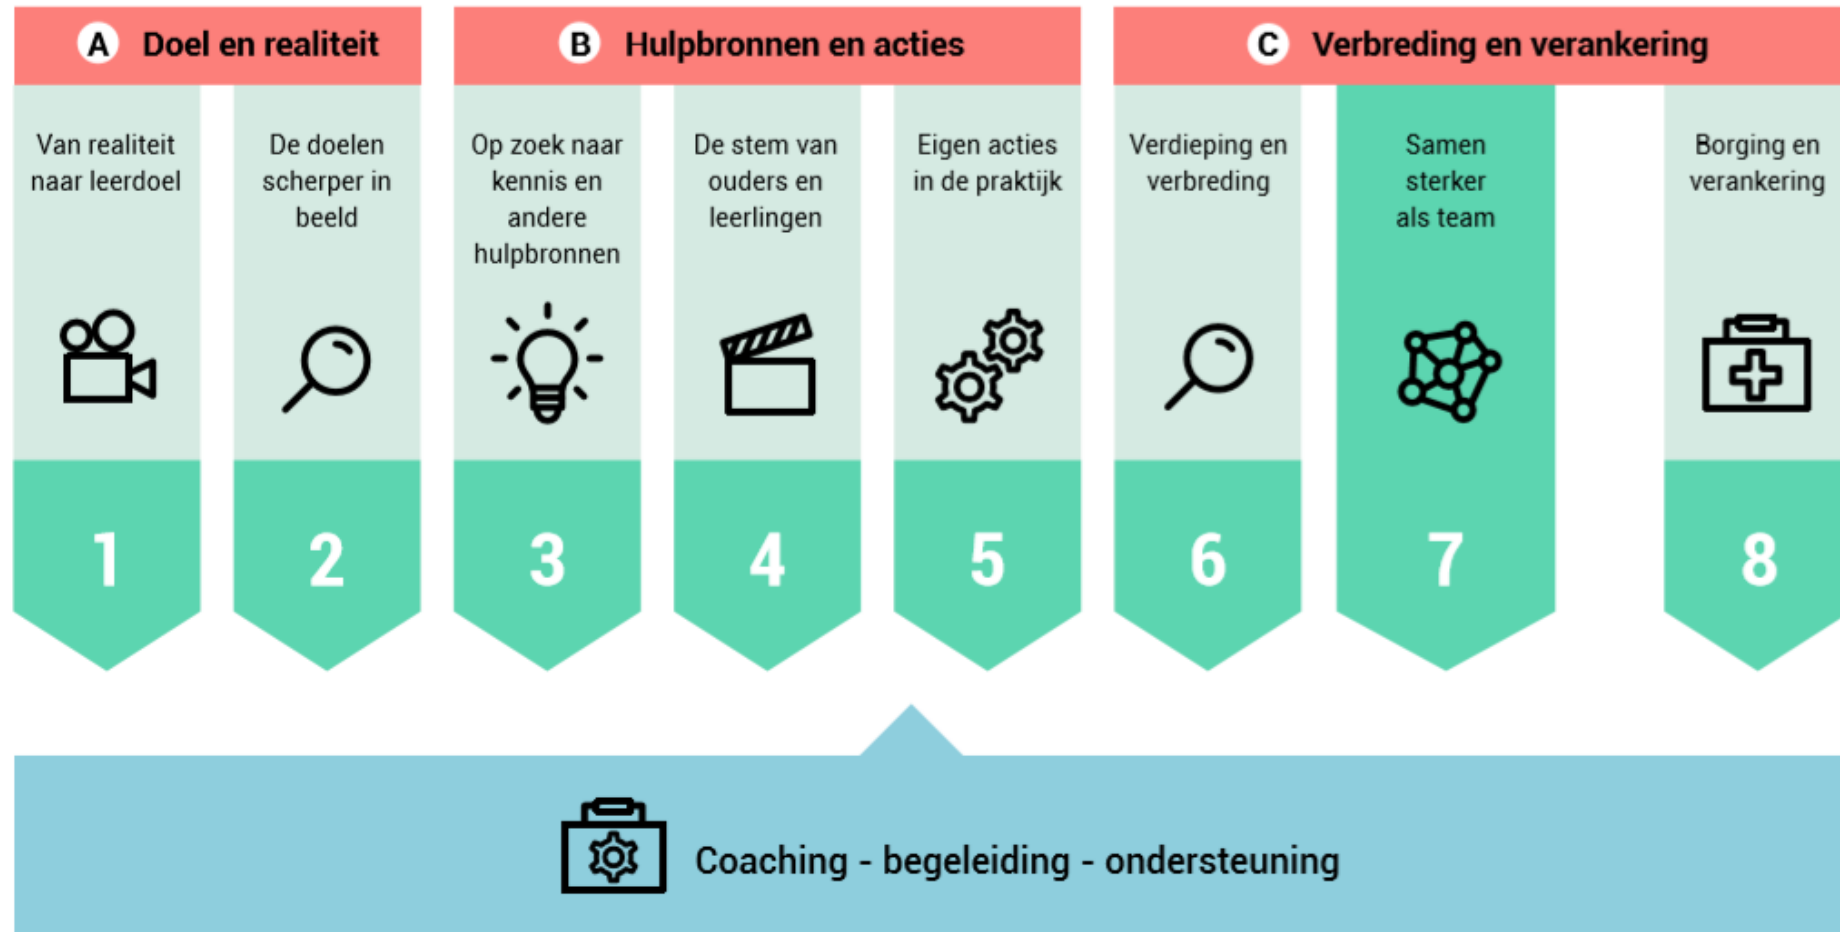 A Doel en realiteit
B Hulpbronnen en acties
C Verbreding en verankering
Van realiteit
naar leerdoel
De doelen
scherper in
beeld
Op zoek naar
kennis en
andere
hulpbronnen
De stem van
ouders en
leerlingen
Eigen acties
in de praktijk
Verdieping en
verbreding
Samen
sterker
als team
Borging en
verankering
1
2
3
4
5
6
7
8
Coaching - begeleiding - ondersteuning